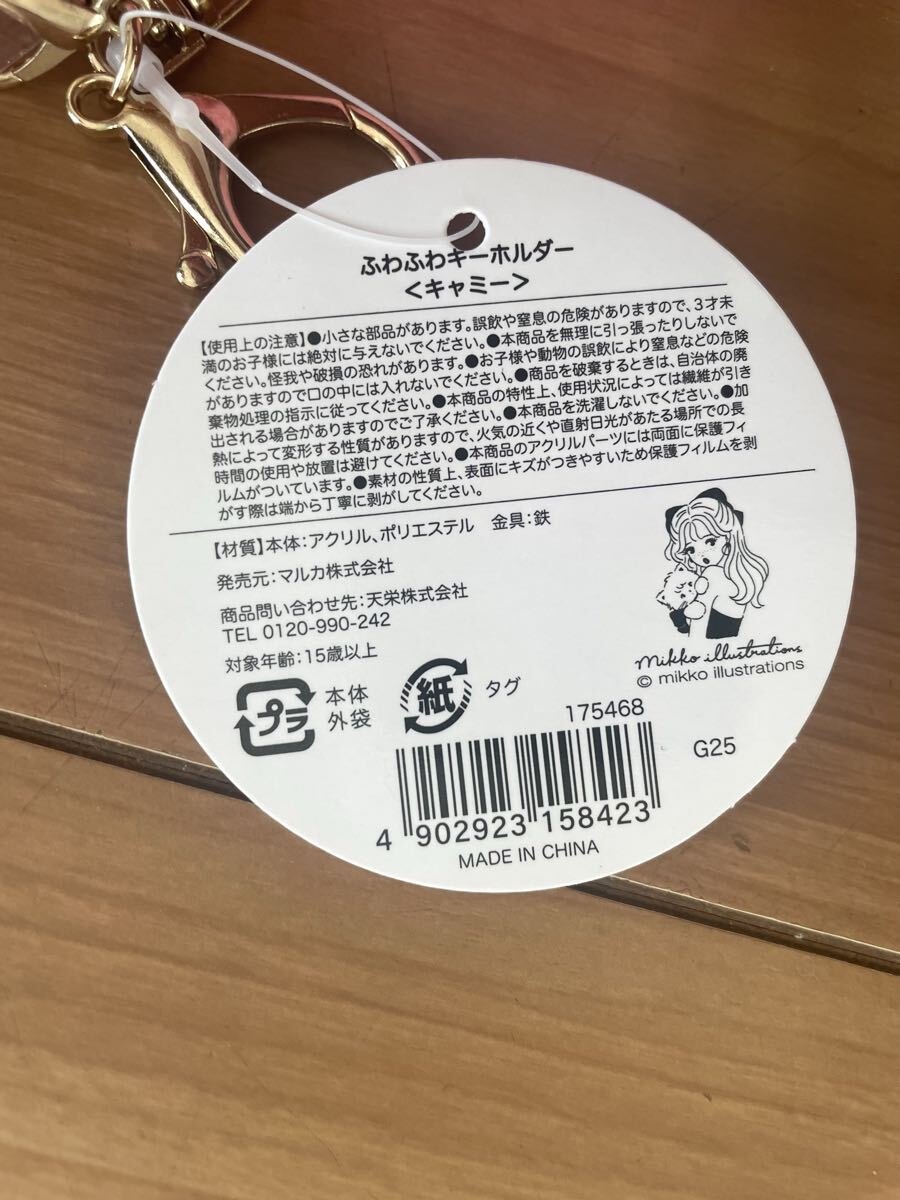 ふわふわキーホルダー
<キャミー>
【使用上の注意】●小さな部品があります。誤飲や窒息の危険がありますので、3才未
満のお子様には絶対に与えないでください。●本商品を無理に引っ張ったりしないで
ください。怪我や破損の恐れがあります。●お子様や動物の誤飲により窒息などの危険
がありますので口の中には入れないでください。●商品を破棄するときは、自治体の廃
棄物処理の指示に従ってください。●本商品の特性上、使用状況によっては繊維が引き
出される場合がありますのでご了承ください。●本商品を洗濯しないでください。●加
熱によって変形する性質がありますので、火気の近くや直射日光があたる場所での長
時間の使用や放置は避けてください。●本商品のアクリルパーツには両面に保護フィ
ルムがついています。●素材の性質上、表面にキズがつきやすいため保護フィルムを剥
がす際は端から丁寧に剥がしてください。
【材質】本体:アクリル、ポリエステル 金具:鉄
発売元:マルカ株式会社
商品問い合わせ先:天栄株式会社
TEL 0120-990-242
対象年齢:15歳以上
mikko illustrations
© mikko illustrations
プラ 本体
外袋
紙 タグ
175468
G25
4 902923 158423
MADE IN CHINA